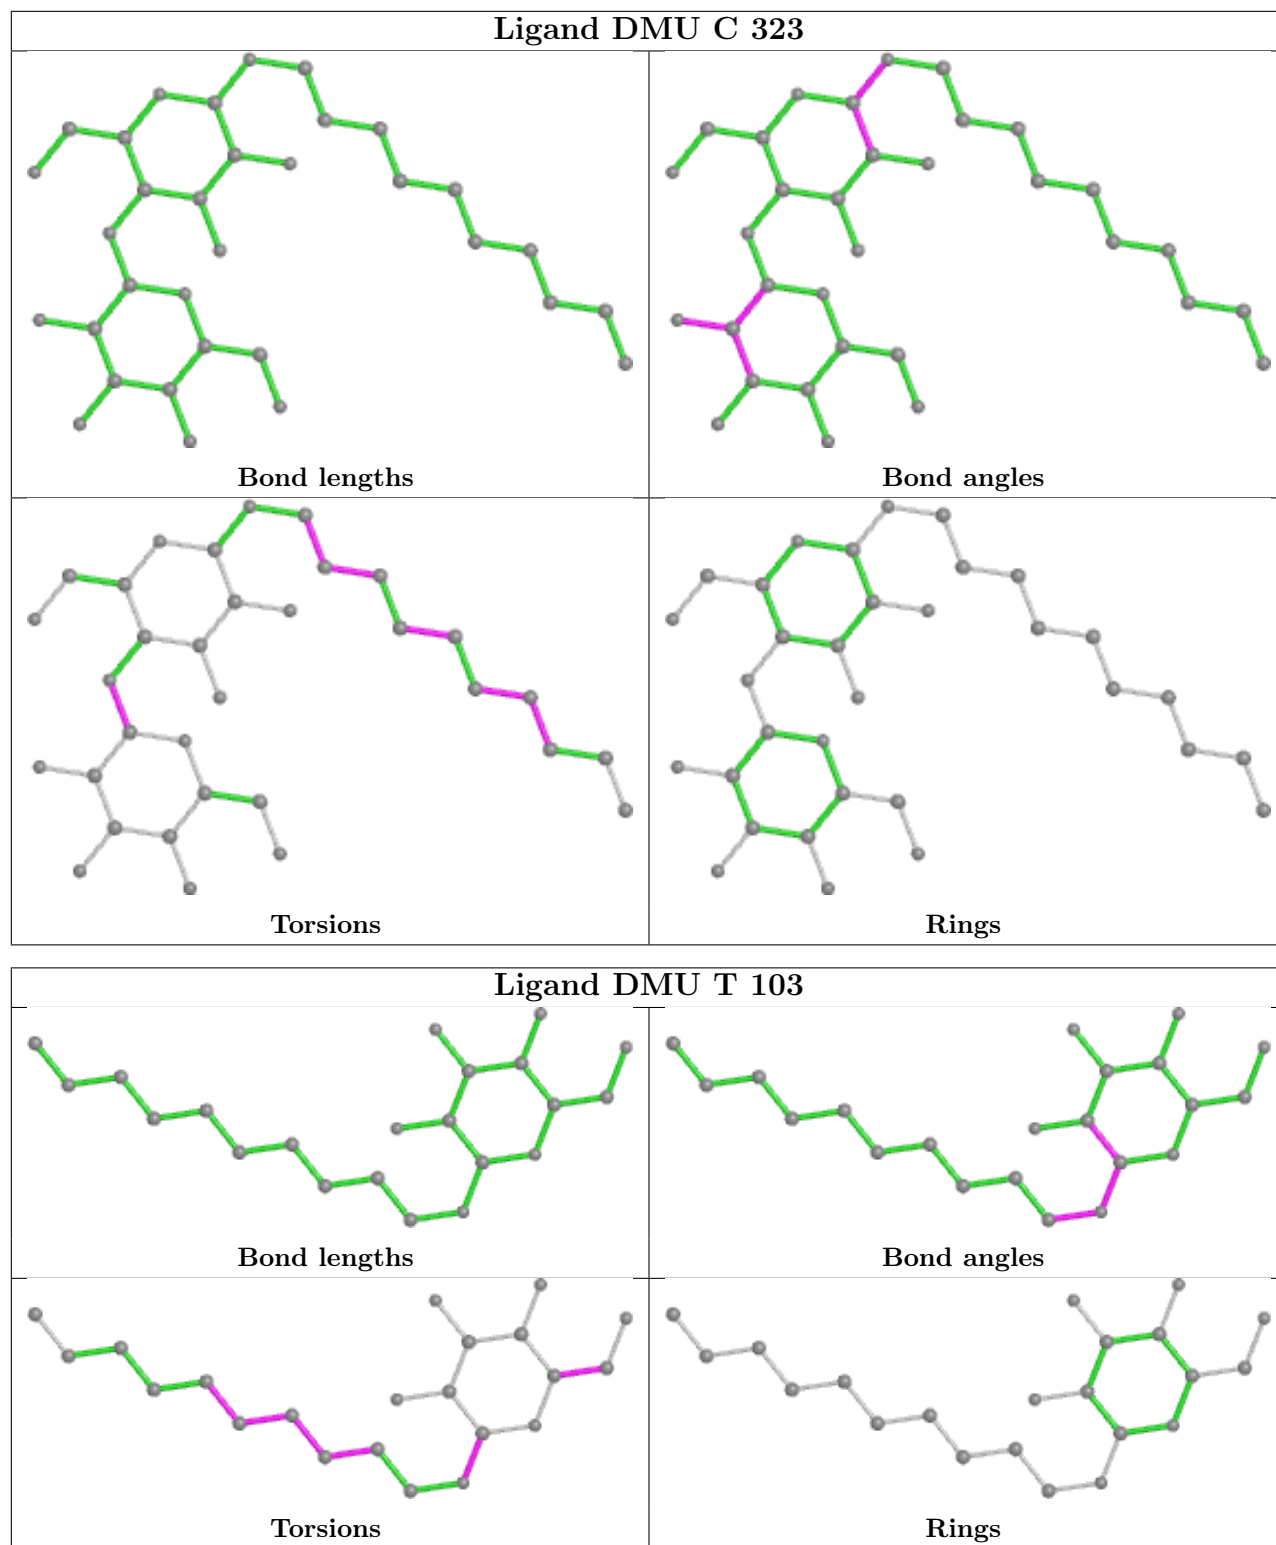 Ligand DMU C 323
Bond lengths
Bond angles
Torsions
Rings
Ligand DMU T 103
Bond lengths
Bond angles
Torsions
Rings